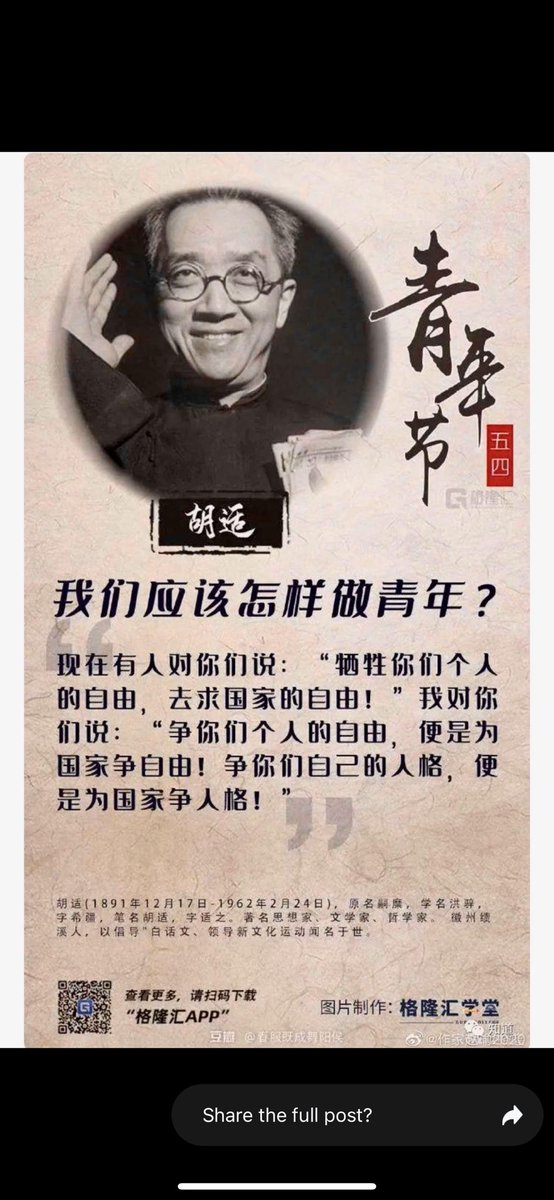 青年节
五四
格隆汇
胡适
我们应该怎样做青年？
现在有人对你们说：“牺牲你们个人
的自由，去求国家的自由！”我对你
们说：“争你们个人的自由，便是为
国家争自由！争你们自己的人格，便
是为国家争人格！”
胡适(1891年12月17日-1962年2月24日)，原名嗣穈，学名洪骍，
字希疆，笔名胡适，字适之。著名思想家、文学家、哲学家。徽州绩
溪人，以倡导"白话文、领导新文化运动闻名于世。
查看更多，请扫码下载
“格隆汇APP”
图片制作：格隆汇学堂
豆瓣
知道
@作家
Share the full post?